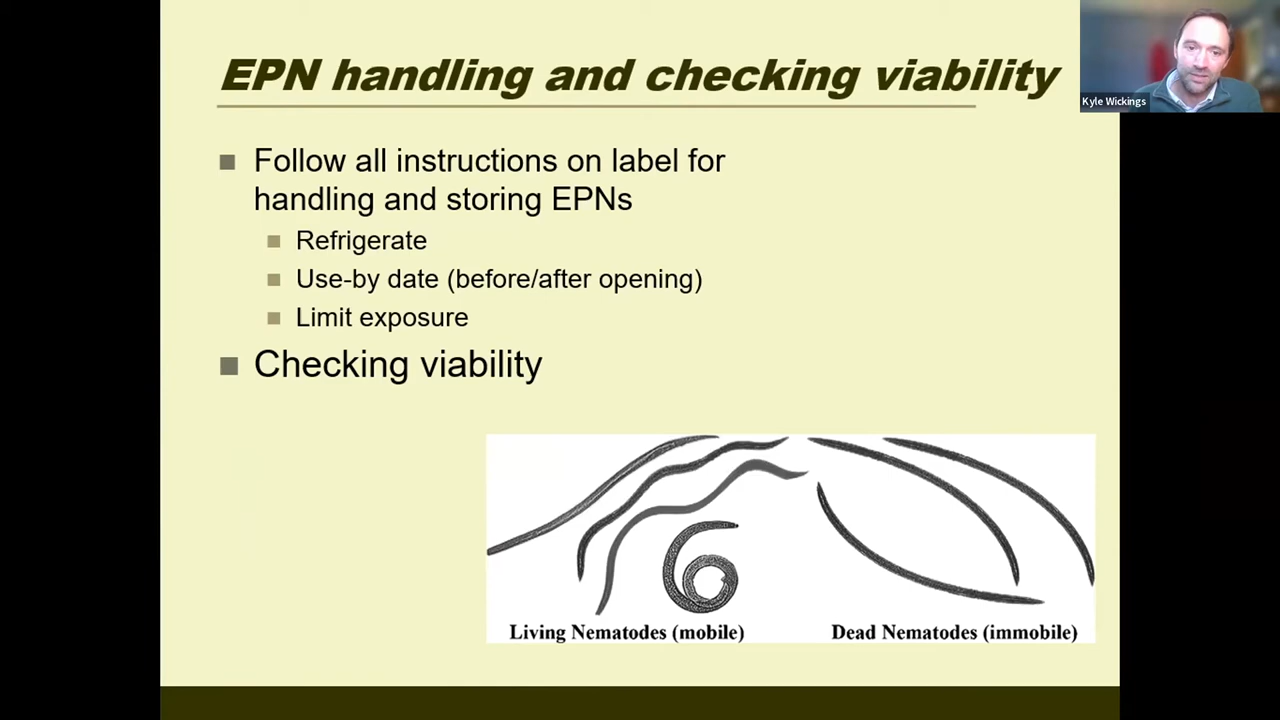 EPN handling and checking viability
Kyle Wickings
Follow all instructions on label for
handling and storing EPNs
Refrigerate
Use-by date (before/after opening)
Limit exposure
Checking viability
Living Nematodes (mobile)
Dead Nematodes (immobile)